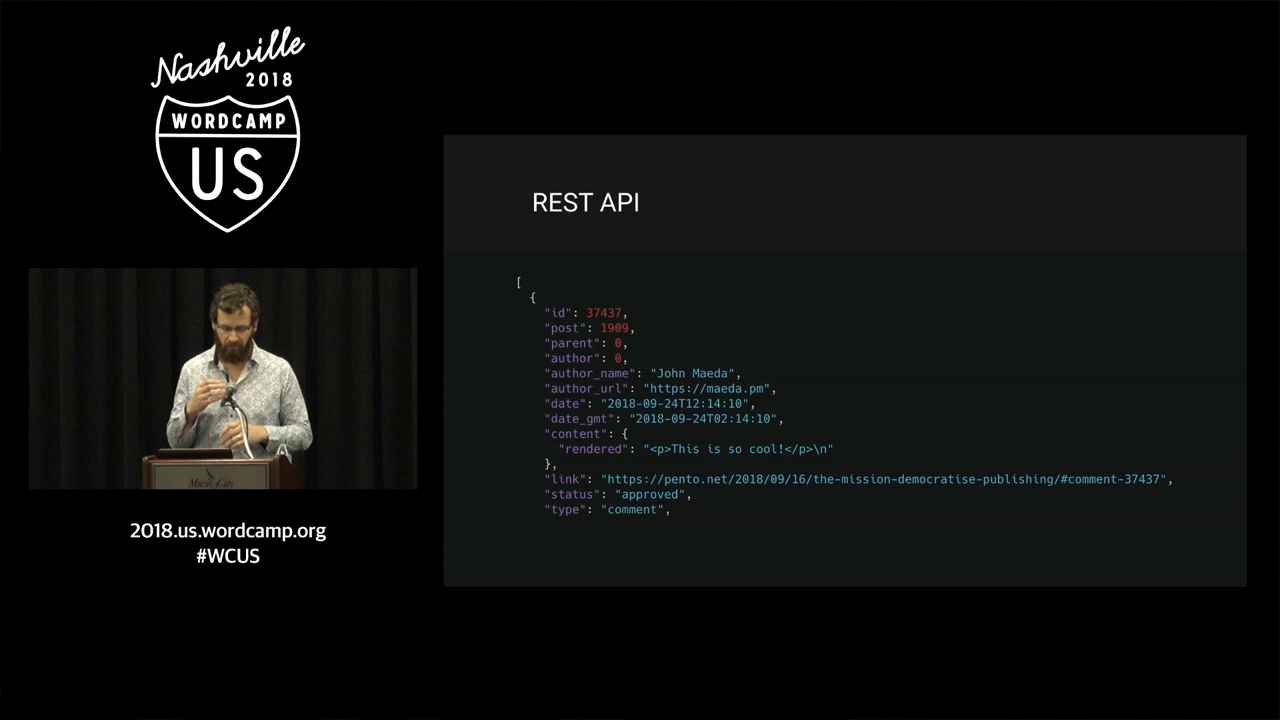 Nashville
2018
WORDCAMP
US
REST API
[
{
"id": 37437,
"post": 1909,
"parent": 0,
"author": 0,
"author_name": "John Maeda",
"author_url": "https://maeda.pm",
"date": "2018-09-24T12:14:10",
"date_gmt": "2018-09-24T02:14:10",
"content": {
"rendered": "<p>This is so cool!</p>\n"
},
"link": "https://pento.net/2018/09/16/the-mission-democratise-publishing/#comment-37437",
"status": "approved",
"type": "comment",
Music City
2018.us.wordcamp.org
#WCUS